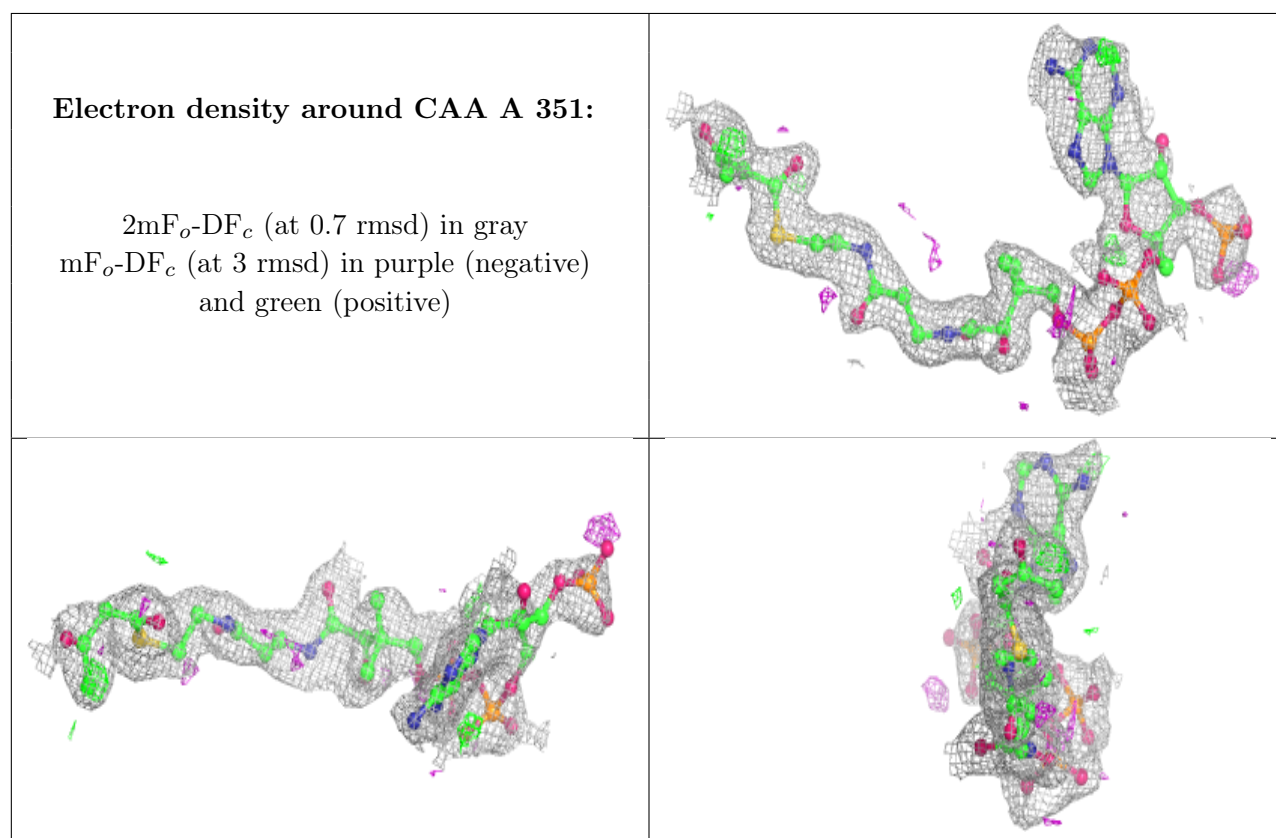 Electron density around CAA A 351:
2mFₒ-DF𝒸 (at 0.7 rmsd) in gray
mFₒ-DF𝒸 (at 3 rmsd) in purple (negative)
and green (positive)